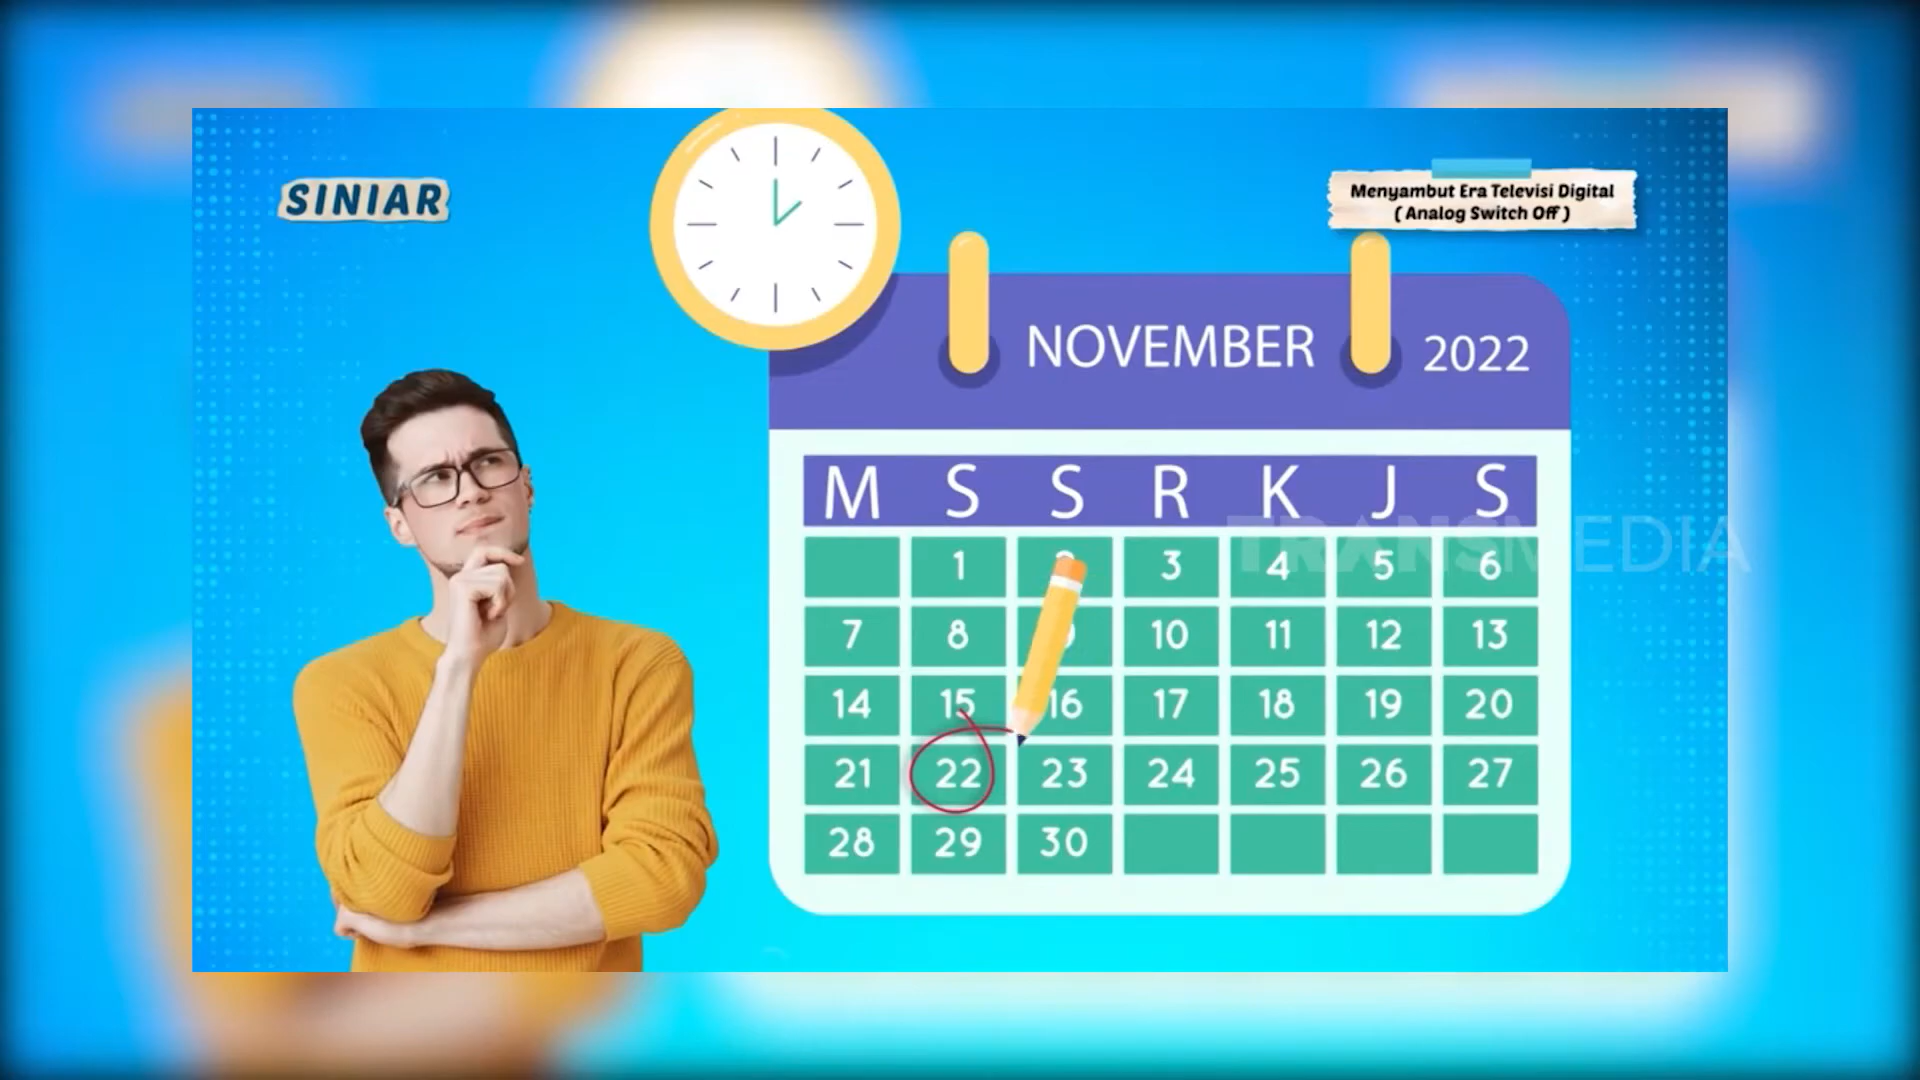 SINIAR
Menyambut Era Televisi Digital
( Analog Switch Off )
NOVEMBER 2022
M S S R K J S
1 3 4 5 6
7 8 10 11 12 13
14 15 16 17 18 19 20
21 22 23 24 25 26 27
28 29 30
TRANSMEDIA